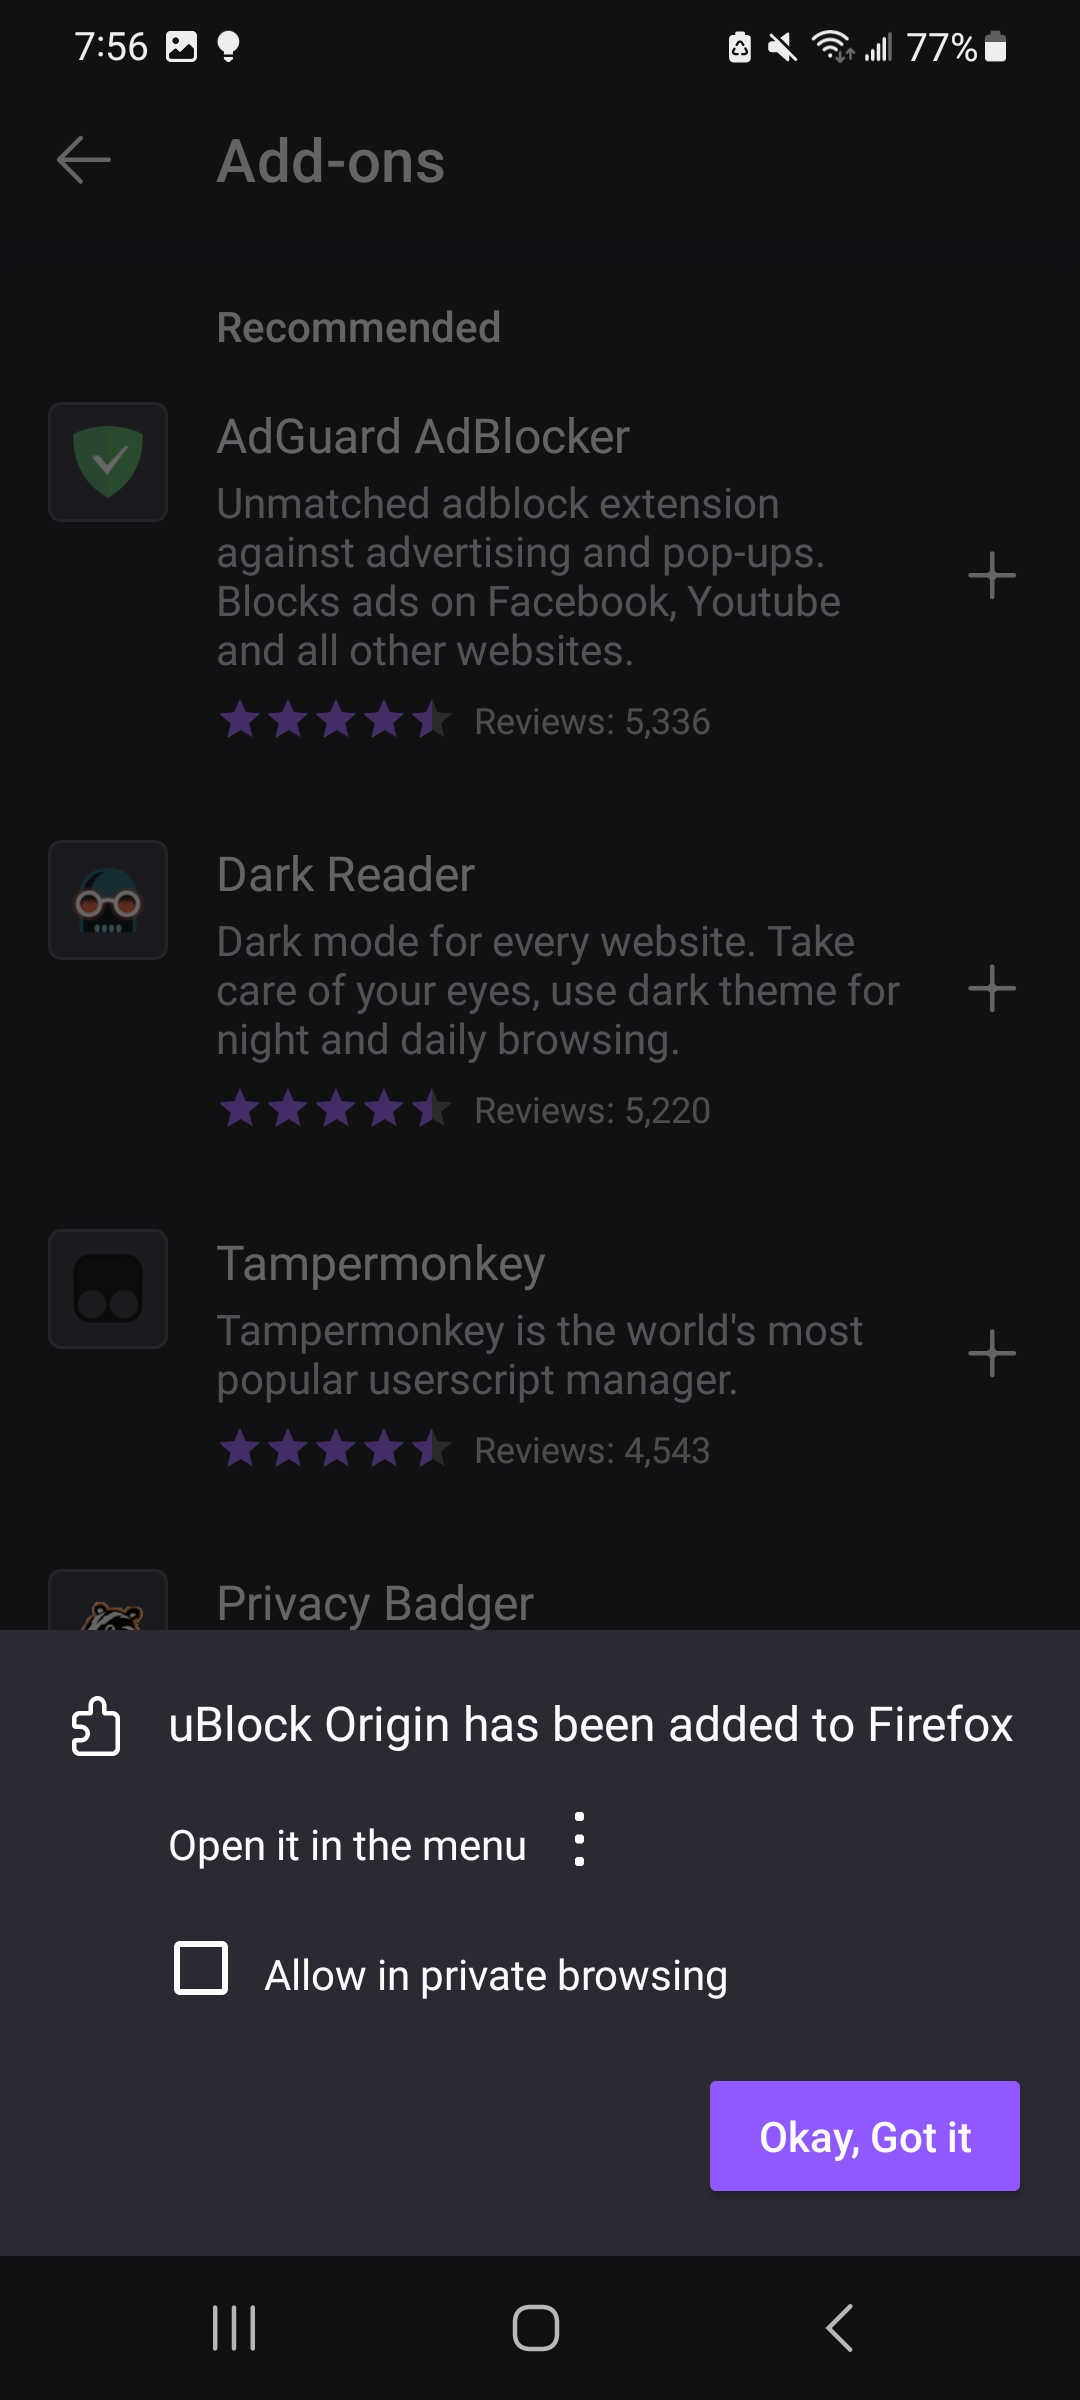 7:56
77%
Add-ons
Recommended
AdGuard AdBlocker
Unmatched adblock extension
against advertising and pop-ups.
Blocks ads on Facebook, Youtube
and all other websites.
Reviews: 5,336
Dark Reader
Dark mode for every website. Take
care of your eyes, use dark theme for
night and daily browsing.
Reviews: 5,220
Tampermonkey
Tampermonkey is the world's most
popular userscript manager.
Reviews: 4,543
Privacy Badger
uBlock Origin has been added to Firefox
Open it in the menu
Allow in private browsing
Okay, Got it